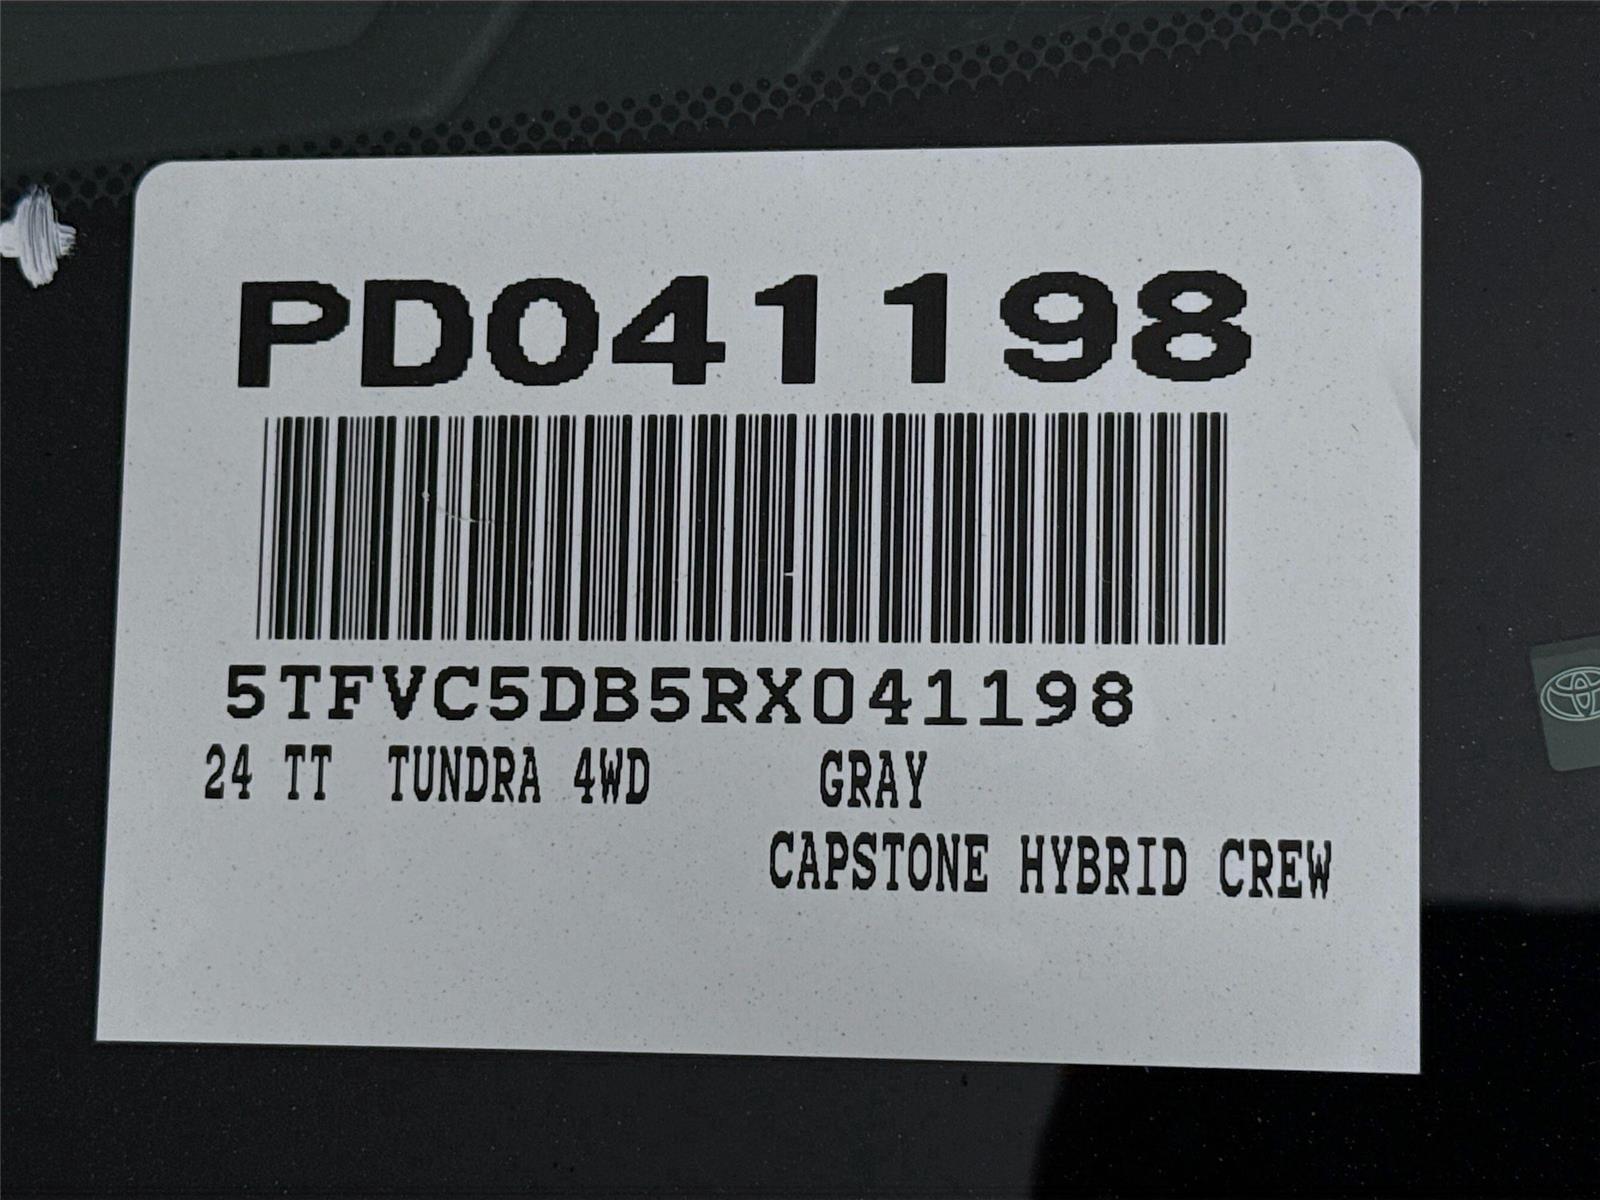 PD041198
5TFVC5DB5RX041198
24 TT TUNDRA 4WD GRAY
CAPSTONE HYBRID CREW